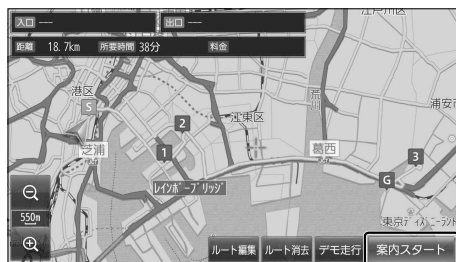 入口 ---- 出口 ----
江戸川区
距離 18.7km 所要時間 38分 料金
港区
S
荒川
浦安市
江東区
2
芝浦
1
葛西
3
G
レインボーブリッジ
550m
東京ディズニーランド
ルート編集 ルート消去 デモ走行 案内スタート